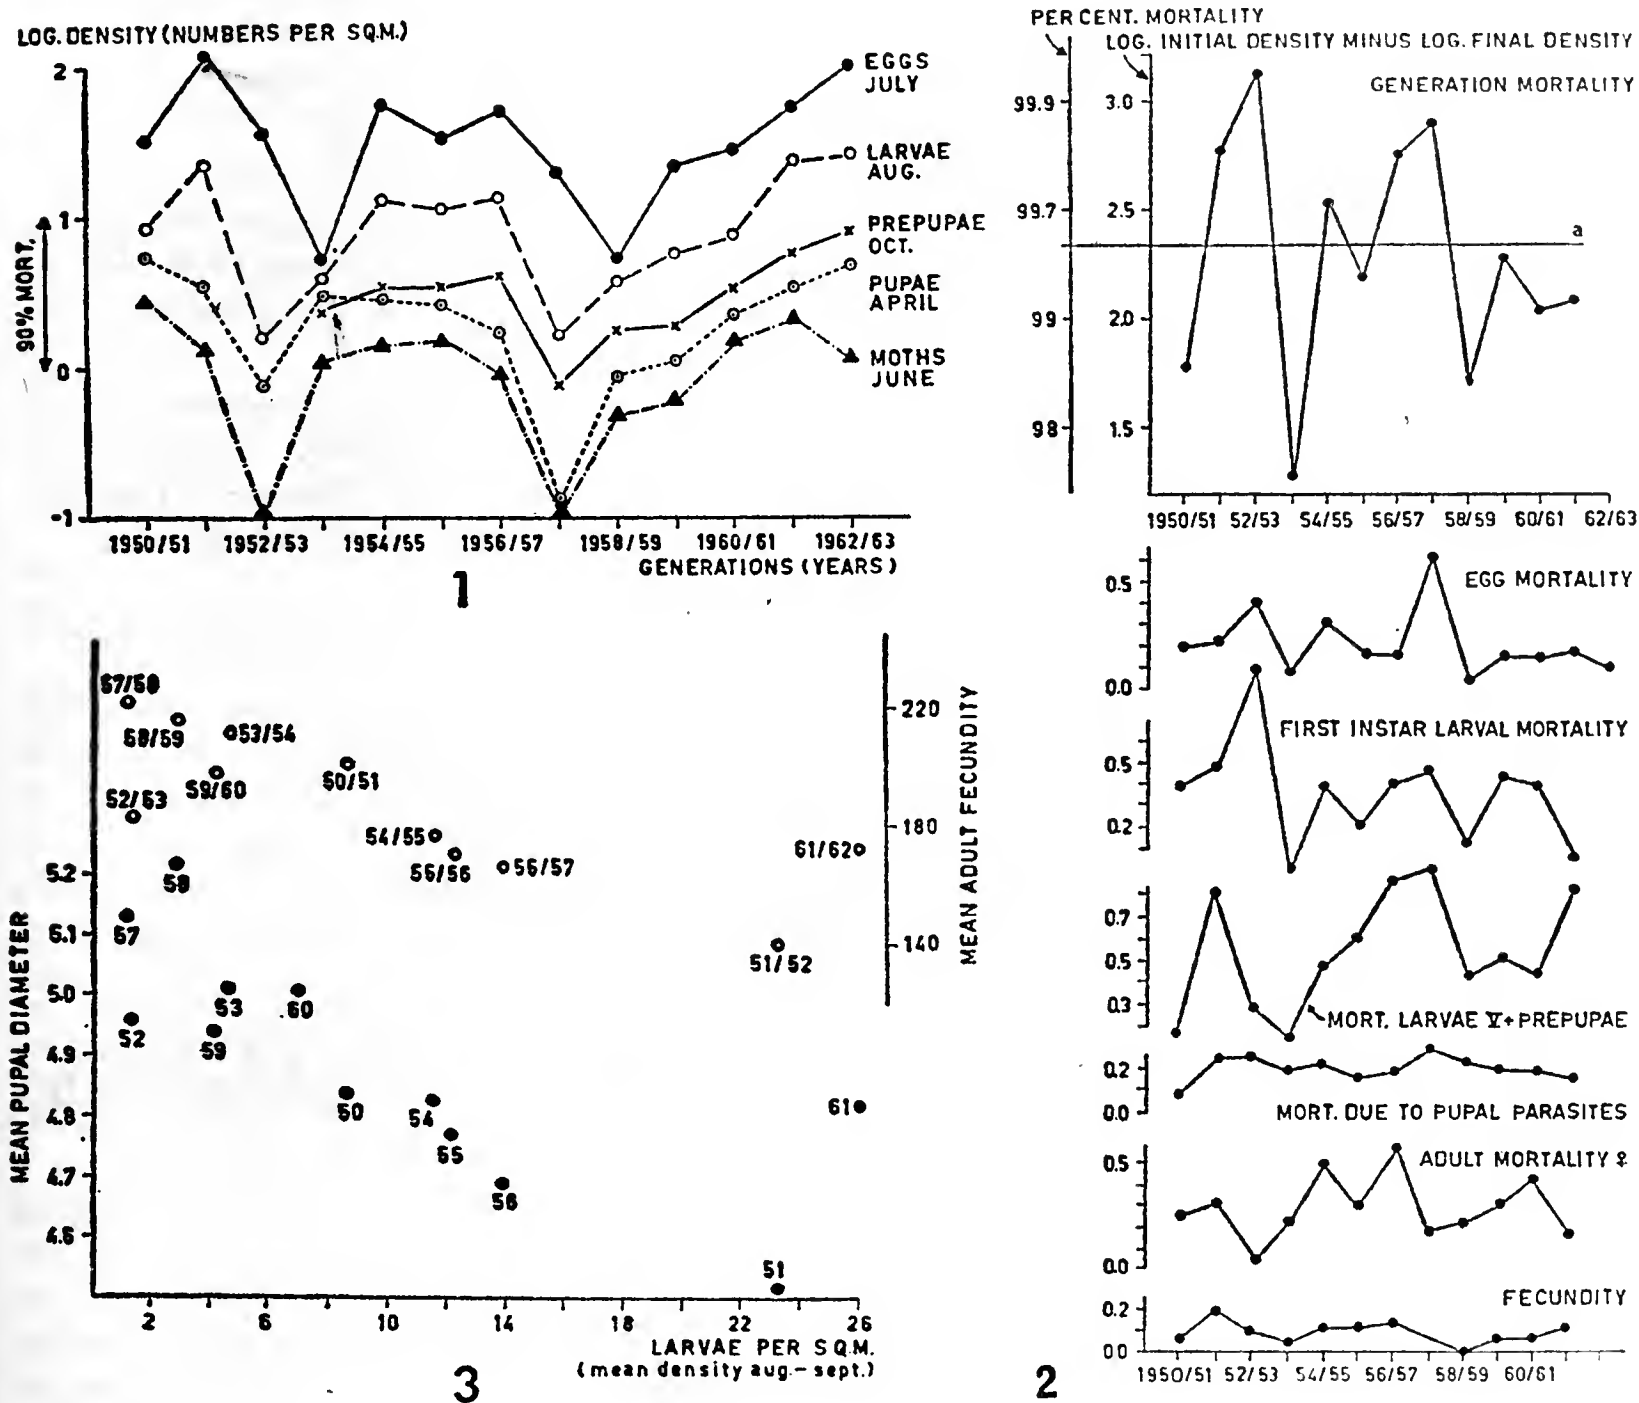 LOG. DENSITY (NUMBERS PER SQ.M.)
2
1
0
-1
90% MORT.
EGGS
JULY
LARVAE
AUG.
PREPUPAE
OCT.
PUPAE
APRIL
MOTHS
JUNE
1950/51 1952/53 1954/55 1956/57 1958/59 1960/61 1962/63
GENERATIONS (YEARS)
1
PER CENT. MORTALITY
LOG. INITIAL DENSITY MINUS LOG. FINAL DENSITY
GENERATION MORTALITY
99.9
99.7
99
98
3.0
2.5
2.0
1.5
a
1950/51 52/53 54/55 56/57 58/59 60/61 62/63
EGG MORTALITY
0.5
0.0
FIRST INSTAR LARVAL MORTALITY
0.5
0.2
0.7
0.5
0.3
MORT. LARVAE V+PREPUPAE
0.2
0.0
MORT. DUE TO PUPAL PARASITES
0.5
0.0
ADULT MORTALITY ♀
FECUNDITY
0.2
0.0
1950/51 52/53 54/55 56/57 58/59 60/61
2
MEAN PUPAL DIAMETER
5.2
5.1
5.0
4.9
4.8
4.7
4.6
57/58
58/59
53/54
59/60
52/53
50/51
54/55
55/56
56/57
61/62
51/52
58
57
53
60
52
59
50
54
55
56
61
51
220
180
140
MEAN ADULT FECUNDITY
2 6 10 14 18 22 26
LARVAE PER SQ.M.
(mean density aug.- sept.)
3